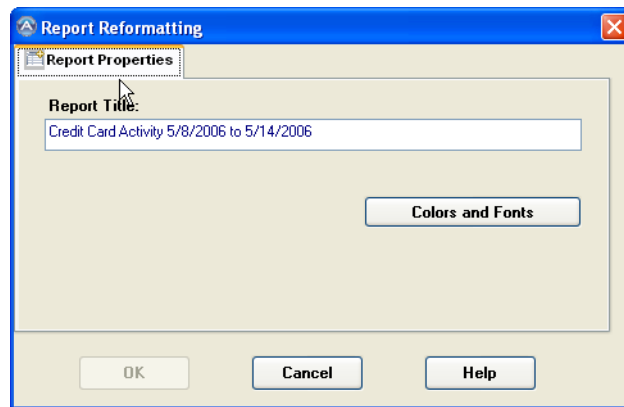 Report Reformatting
Report Properties
Report Title:
Credit Card Activity 5/8/2006 to 5/14/2006
Colors and Fonts
OK
Cancel
Help